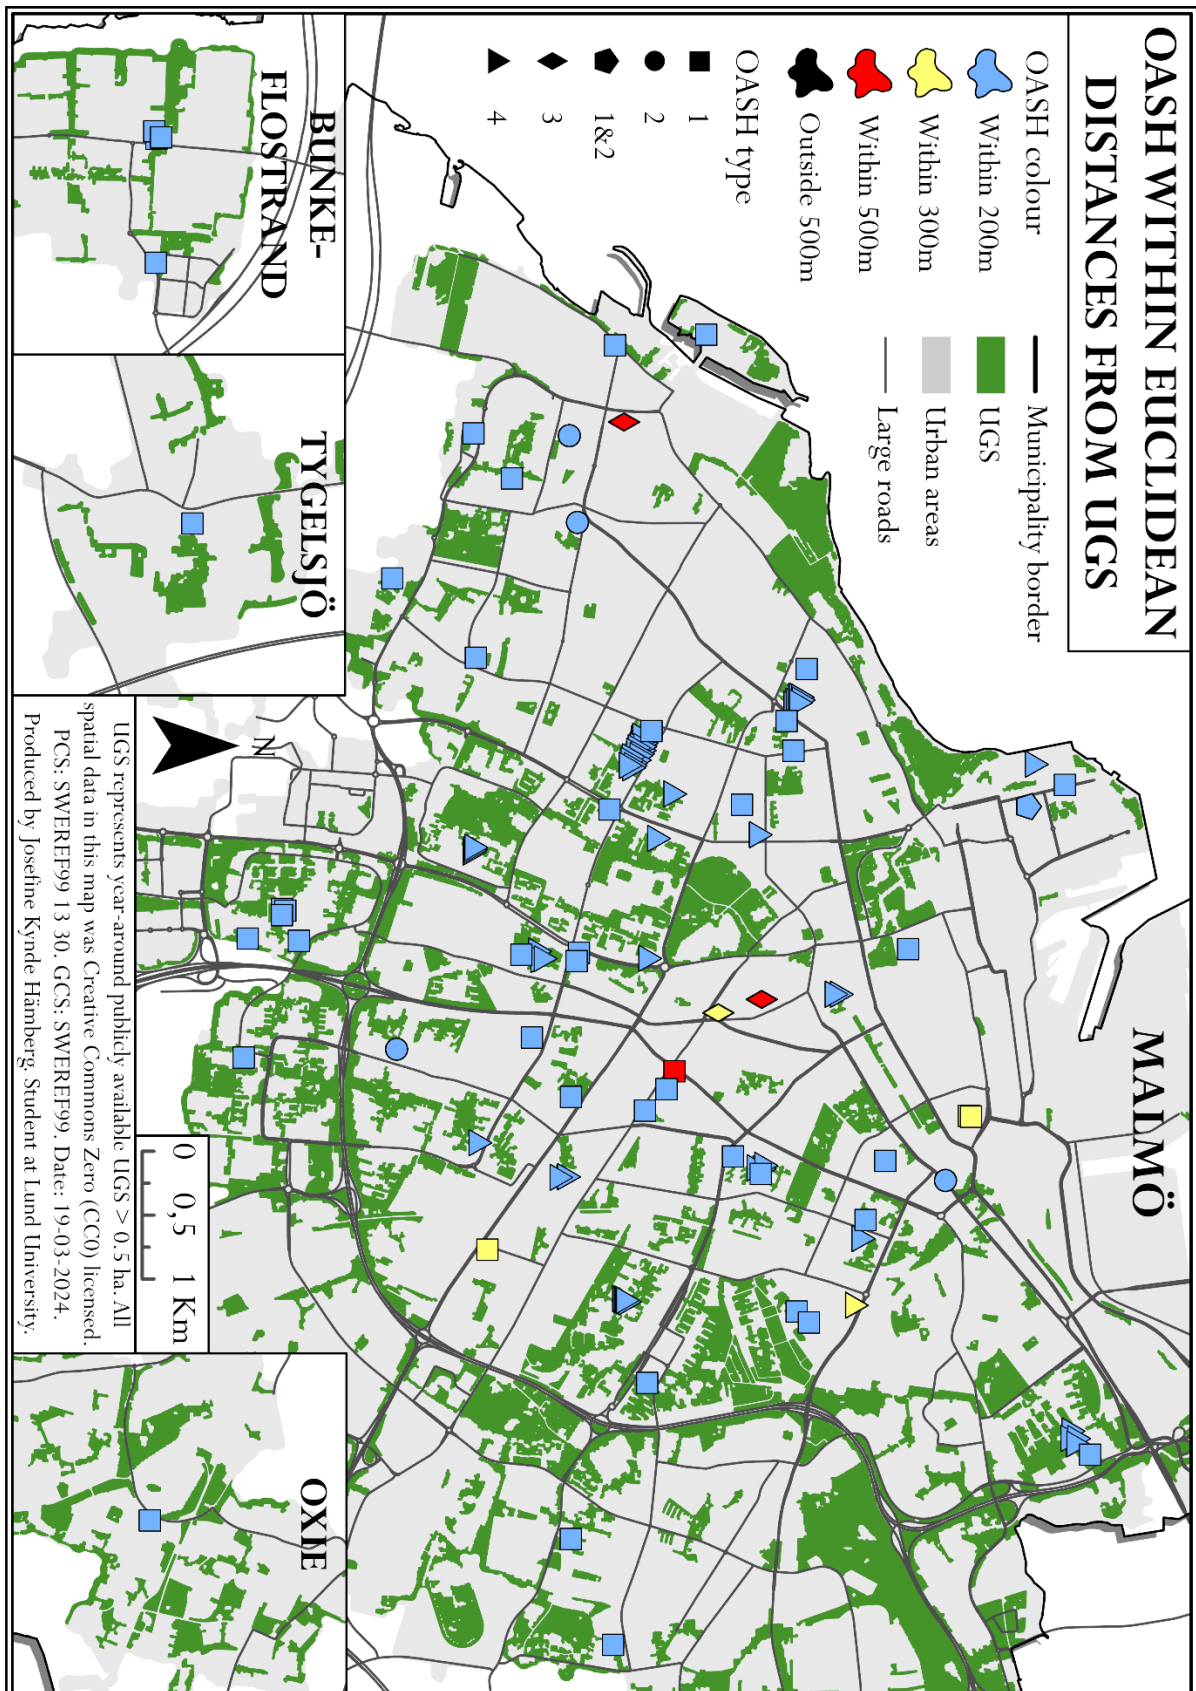 OASH WITHIN EUCLIDEAN
DISTANCES FROM UGS
OASH colour
Within 200m
Within 300m
Within 500m
Outside 500m
OASH type
1
2
1&2
3
4
Municipality border
UGS
Urban areas
Large roads
MALMÖ
BUNKE-
FLOSTRAND
TYGELSJÖ
OXIE
N
UGS represents year-around publicly available UGS > 0.5 ha. All
spatial data in this map was Creative Commons Zero (CC0) licensed.
PCS: SWEREF99 13 30. GCS: SWEREF99. Date: 19-03-2024.
Produced by Josefine Kynde Hämberg. Student at Lund University.
0 0,5 1 Km